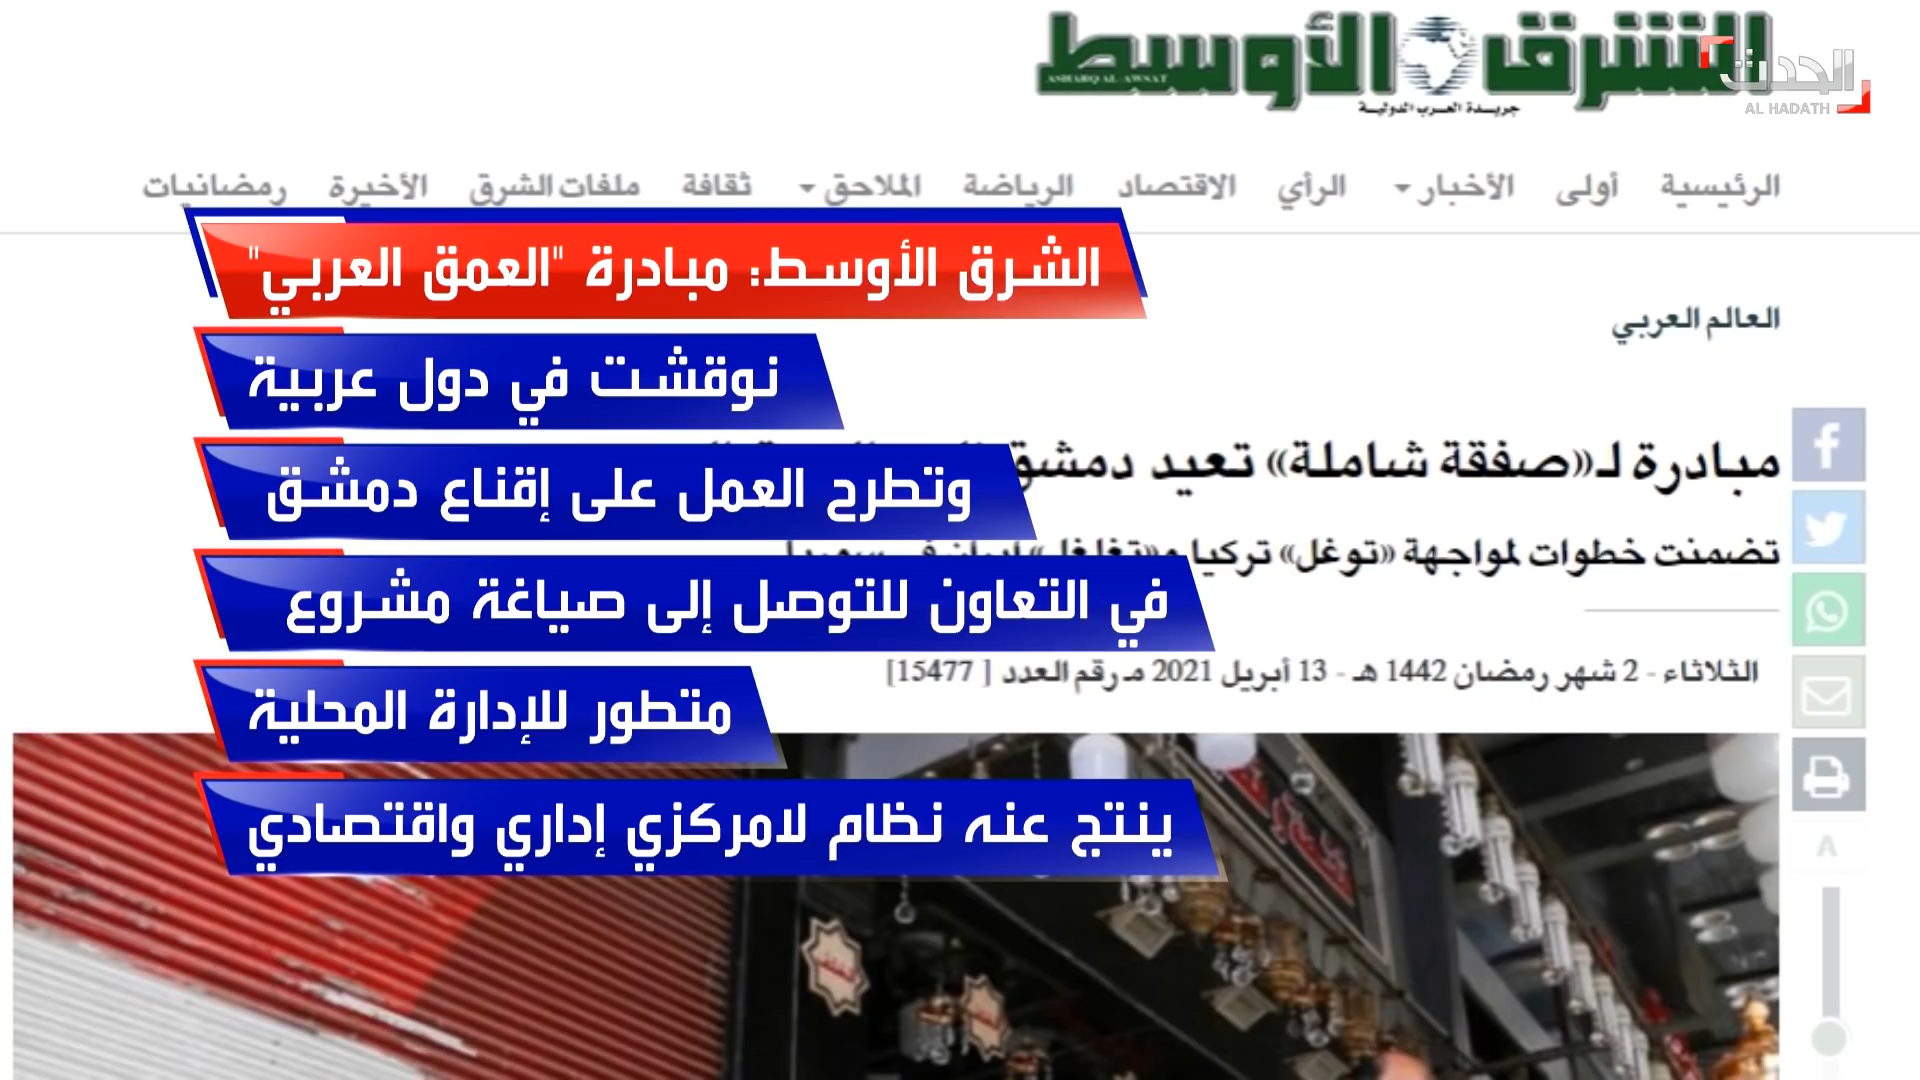 الشرق الأوسط
ASHARQ AL-AWSAT
جريدة العرب الدولية
الحدث
AL HADATH
الرئيسية أولى الأخبار الرأي الاقتصاد الرياضة الملاحق ثقافة ملفات الشرق الأخيرة رمضانيات
العالم العربي
الشرق الأوسط: مبادرة "العمق العربي"
نوقشت في دول عربية
وتطرح العمل على إقناع دمشق
في التعاون للتوصل إلى صياغة مشروع
متطور للإدارة المحلية
ينتج عنه نظام لامركزي إداري واقتصادي
مبادرة لـ«صفقة شاملة» تعيد دمشق
تضمنت خطوات لمواجهة «توغل» تركيا و«تغلغل» إيران في سوريا
الثلاثاء - 2 شهر رمضان 1442 هـ - 13 أبريل 2021 مـ رقم العدد [ 15477]
A